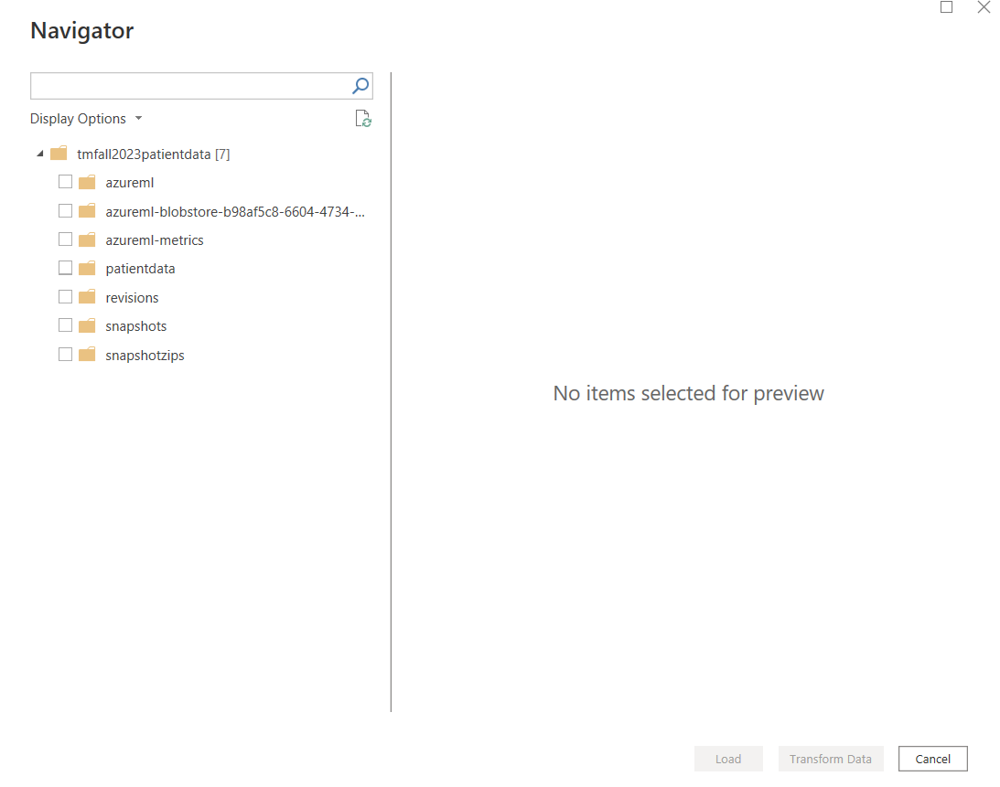 Navigator
Display Options
tmfall2023patientdata [7]
azureml
azureml-blobstore-b98af5c8-6604-4734-...
azureml-metrics
patientdata
revisions
snapshots
snapshotzips
No items selected for preview
Load
Transform Data
Cancel